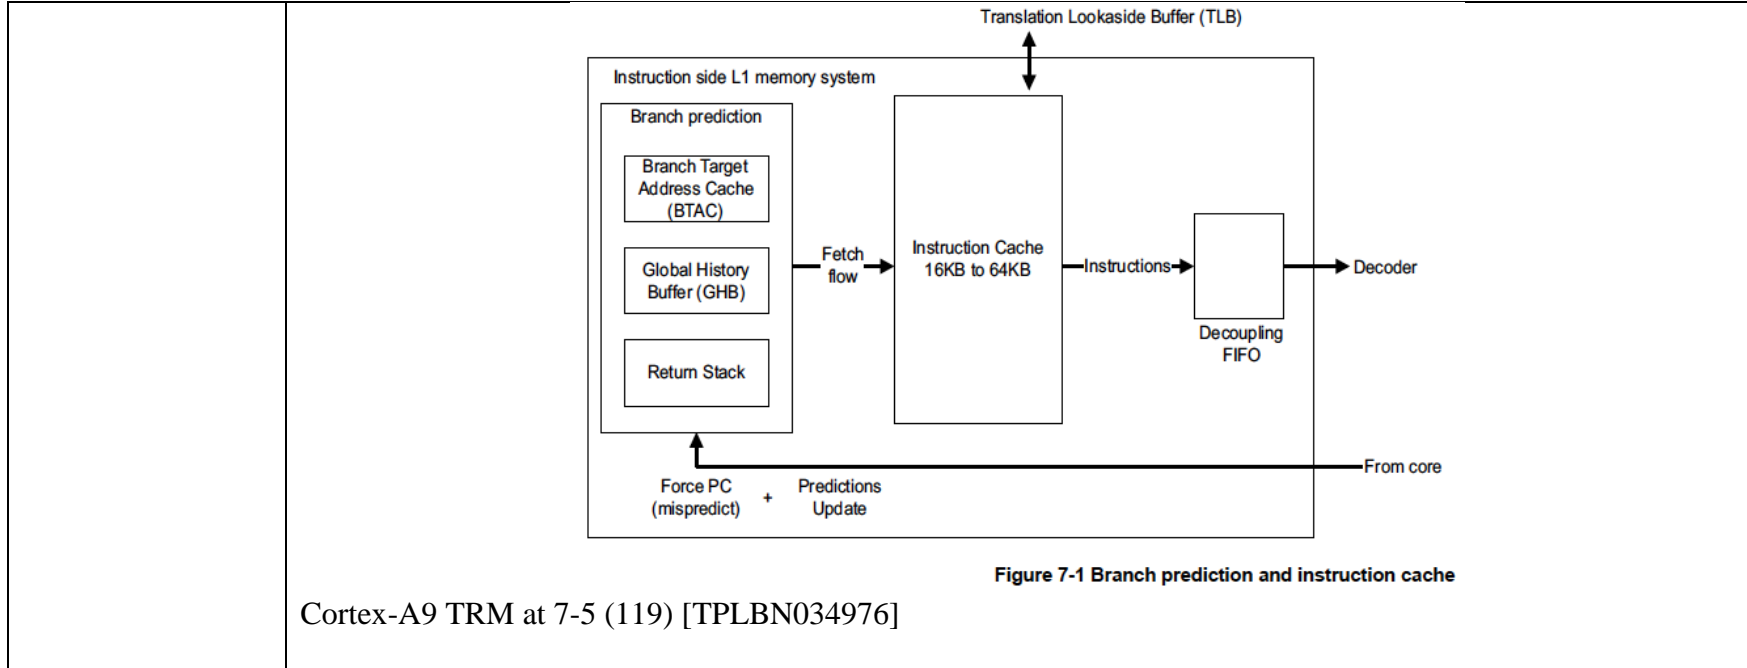 Translation Lookaside Buffer (TLB)
Instruction side L1 memory system
Branch prediction
Branch Target
Address Cache
(BTAC)
Global History
Buffer (GHB)
Return Stack
Fetch
flow
Instruction Cache
16KB to 64KB
Instructions
Decoupling
FIFO
Decoder
From core
Force PC
(mispredict)
+
Predictions
Update
Figure 7-1 Branch prediction and instruction cache
Cortex-A9 TRM at 7-5 (119) [TPLBN034976]